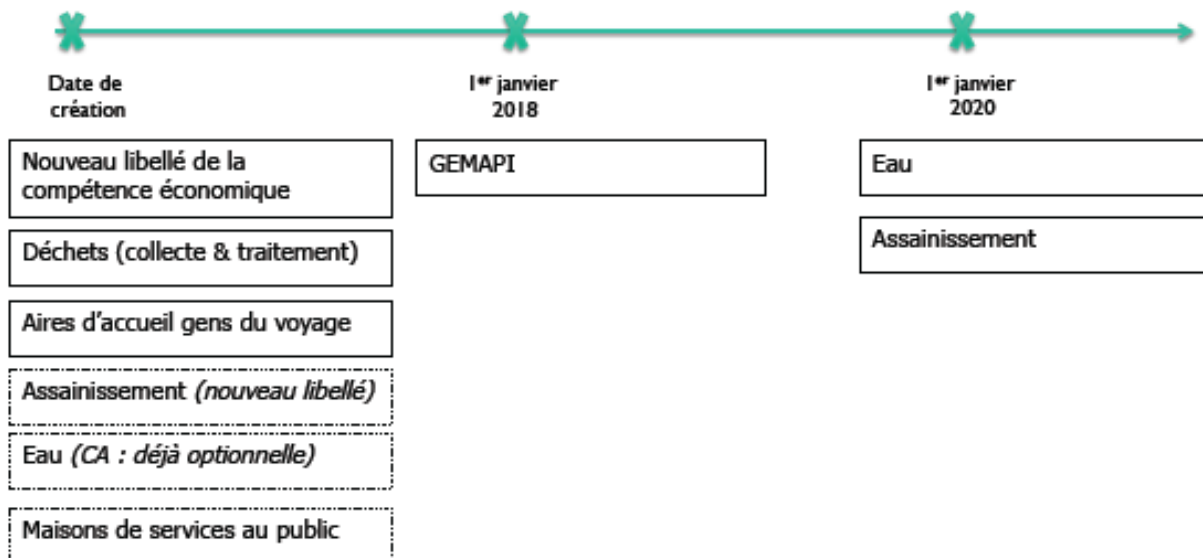 Date de
création
1er janvier
2018
1er janvier
2020
Nouveau libellé de la
compétence économique
Déchets (collecte & traitement)
Aires d'accueil gens du voyage
Assainissement (nouveau libellé)
Eau (CA : déjà optionnelle)
Maisons de services au public
GEMAPI
Eau
Assainissement